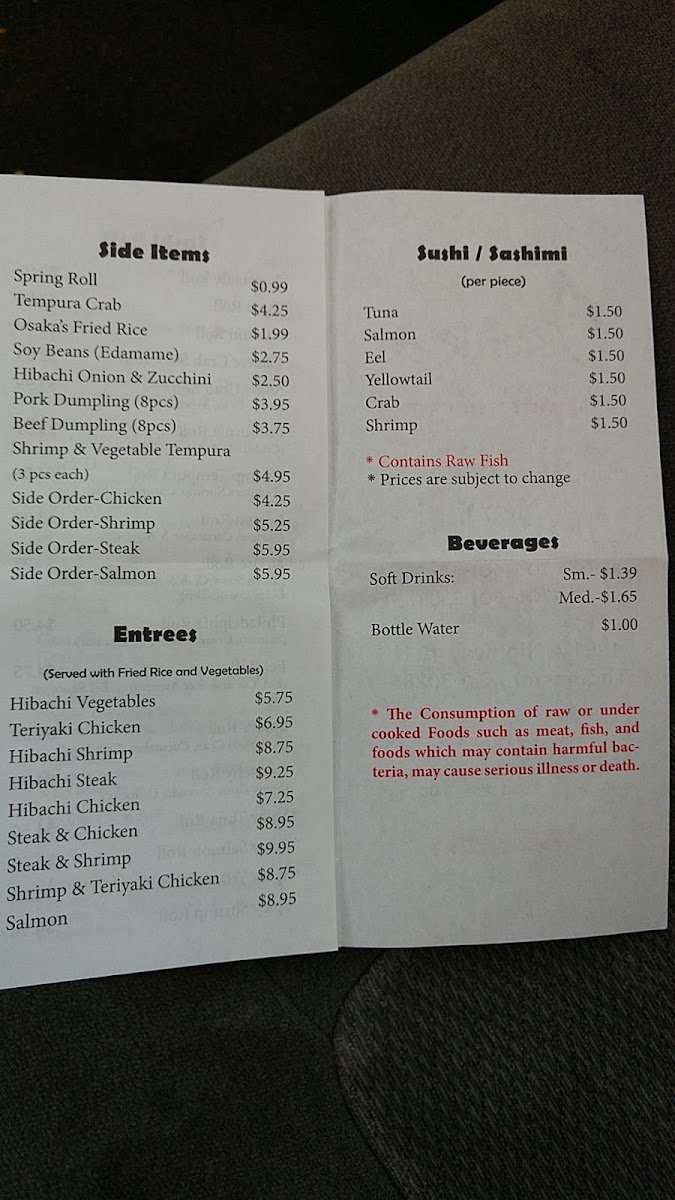 Side Items
Spring Roll $0.99
Tempura Crab $4.25
Osaka's Fried Rice $1.99
Soy Beans (Edamame) $2.75
Hibachi Onion & Zucchini $2.50
Pork Dumpling (8pcs) $3.95
Beef Dumpling (8pcs) $3.75
Shrimp & Vegetable Tempura
(3 pcs each) $4.95
Side Order-Chicken $4.25
Side Order-Shrimp $5.25
Side Order-Steak $5.95
Side Order-Salmon $5.95
Entrees
(Served with Fried Rice and Vegetables)
Hibachi Vegetables $5.75
Teriyaki Chicken $6.95
Hibachi Shrimp $8.75
Hibachi Steak $9.25
Hibachi Chicken $7.25
Steak & Chicken $8.95
Steak & Shrimp $9.95
Shrimp & Teriyaki Chicken $8.75
Salmon $8.95
Sushi / Sashimi
(per piece)
Tuna $1.50
Salmon $1.50
Eel $1.50
Yellowtail $1.50
Crab $1.50
Shrimp $1.50
* Contains Raw Fish
* Prices are subject to change
Beverages
Soft Drinks: Sm.- $1.39
Med.-$1.65
Bottle Water $1.00
* The Consumption of raw or under
cooked Foods such as meat, fish, and
foods which may contain harmful bac-
teria, may cause serious illness or death.